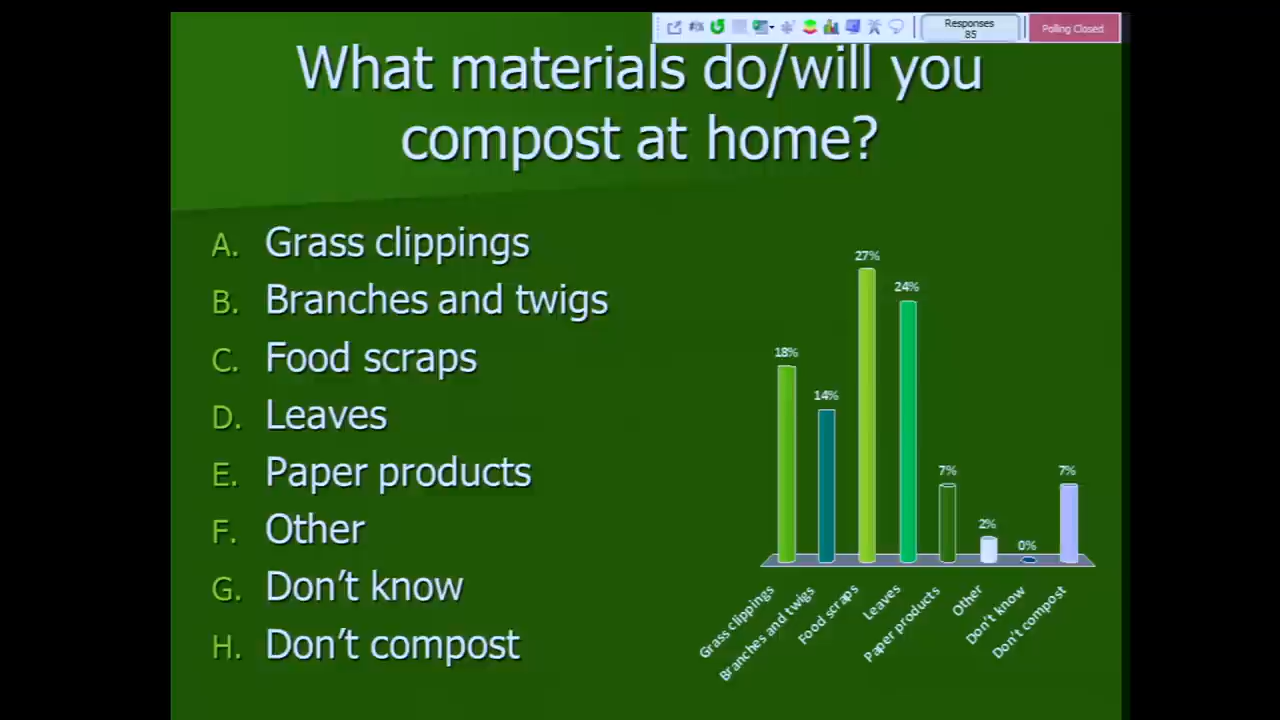 Responses
85
Polling Closed
What materials do/will you
compost at home?
A. Grass clippings
B. Branches and twigs
C. Food scraps
D. Leaves
E. Paper products
F. Other
G. Don't know
H. Don't compost
18%
14%
27%
24%
7%
2%
0%
7%
Grass clippings
Branches and twigs
Food scraps
Leaves
Paper products
Other
Don't know
Don't compost